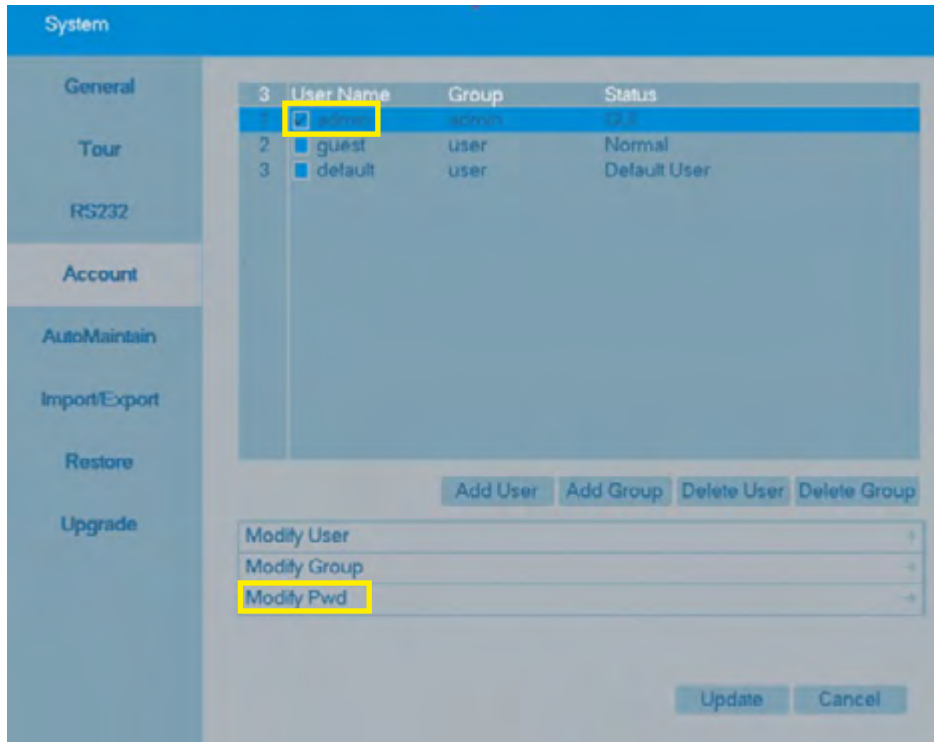 System
General
Tour
RS232
Account
AutoMaintain
Import/Export
Restore
Upgrade
3 User Name Group Status
1 admin admin
2 guest user Normal
3 default user Default User
Add User Add Group Delete User Delete Group
Modify User
Modify Group
Modify Pwd
Update Cancel